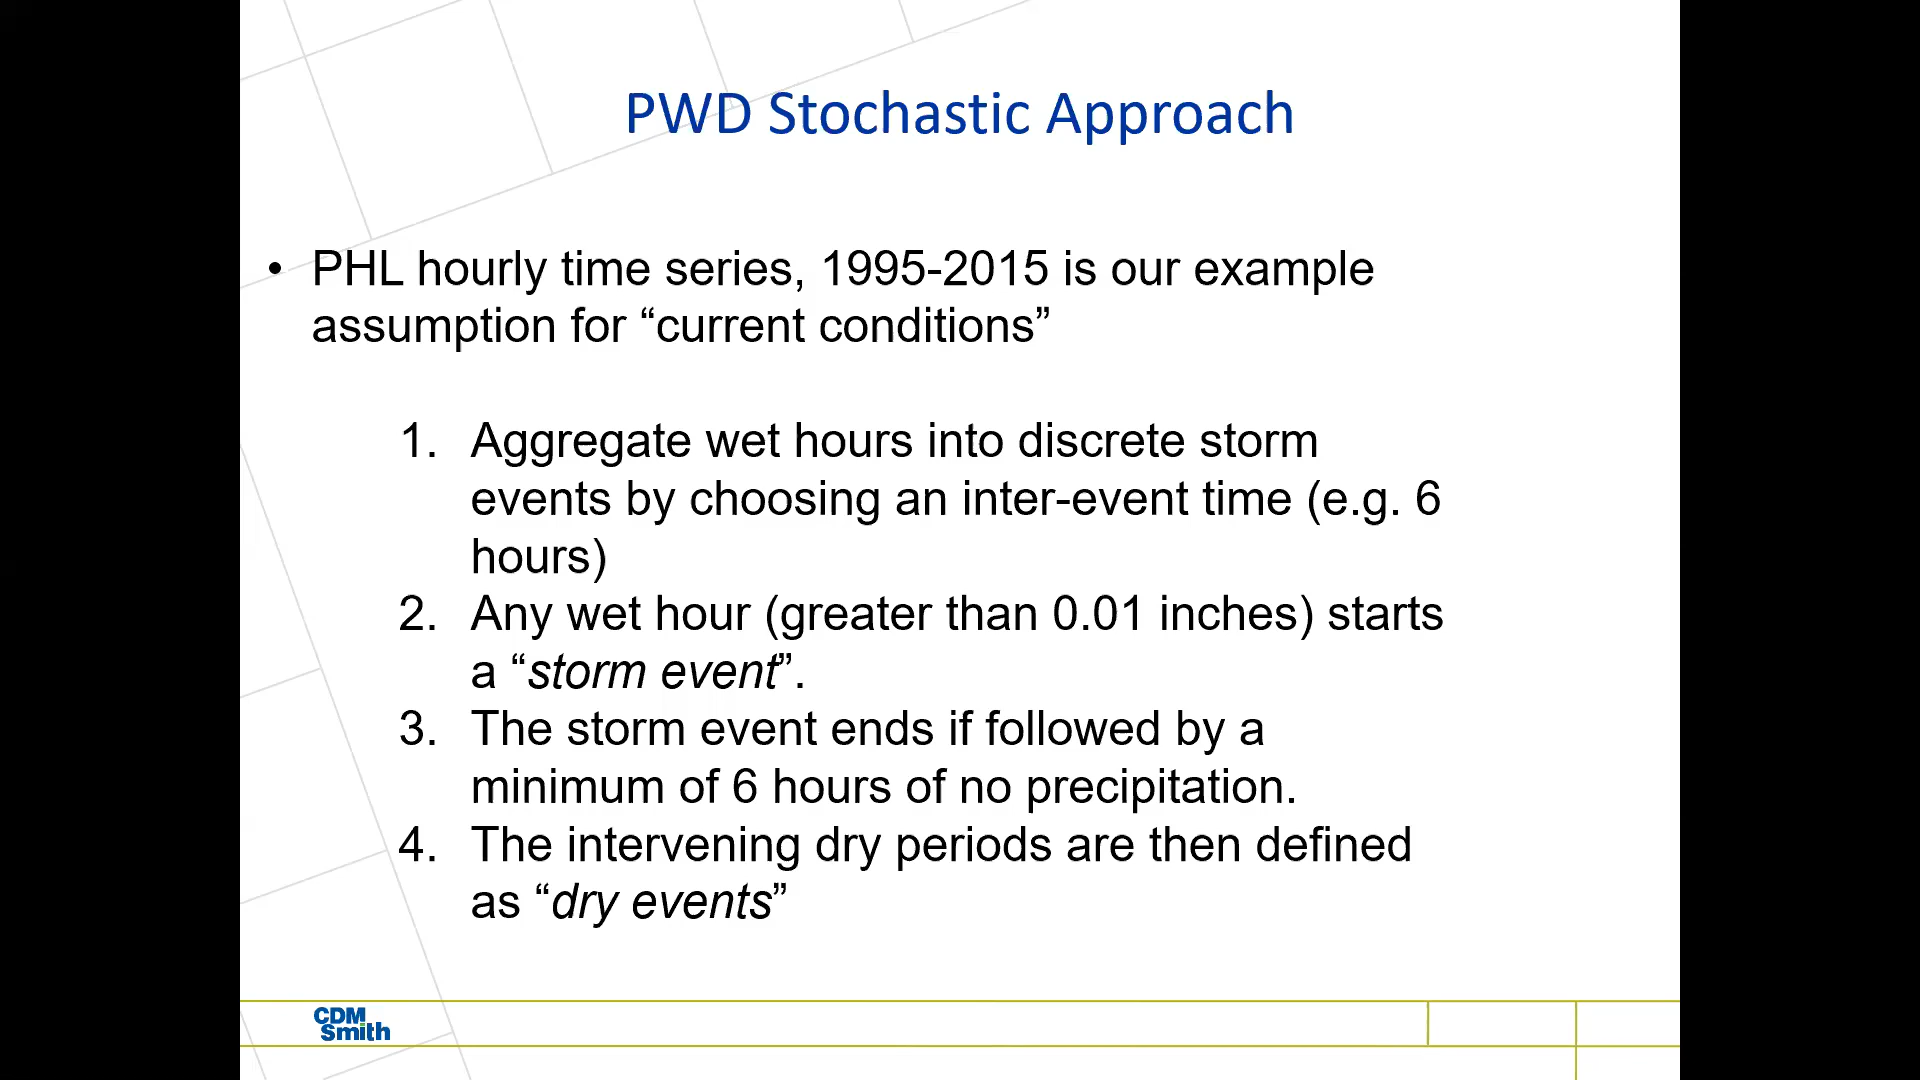 PWD Stochastic Approach
• PHL hourly time series, 1995-2015 is our example
assumption for “current conditions”
1. Aggregate wet hours into discrete storm
events by choosing an inter-event time (e.g. 6
hours)
2. Any wet hour (greater than 0.01 inches) starts
a “storm event”.
3. The storm event ends if followed by a
minimum of 6 hours of no precipitation.
4. The intervening dry periods are then defined
as “dry events”
CDM
Smith